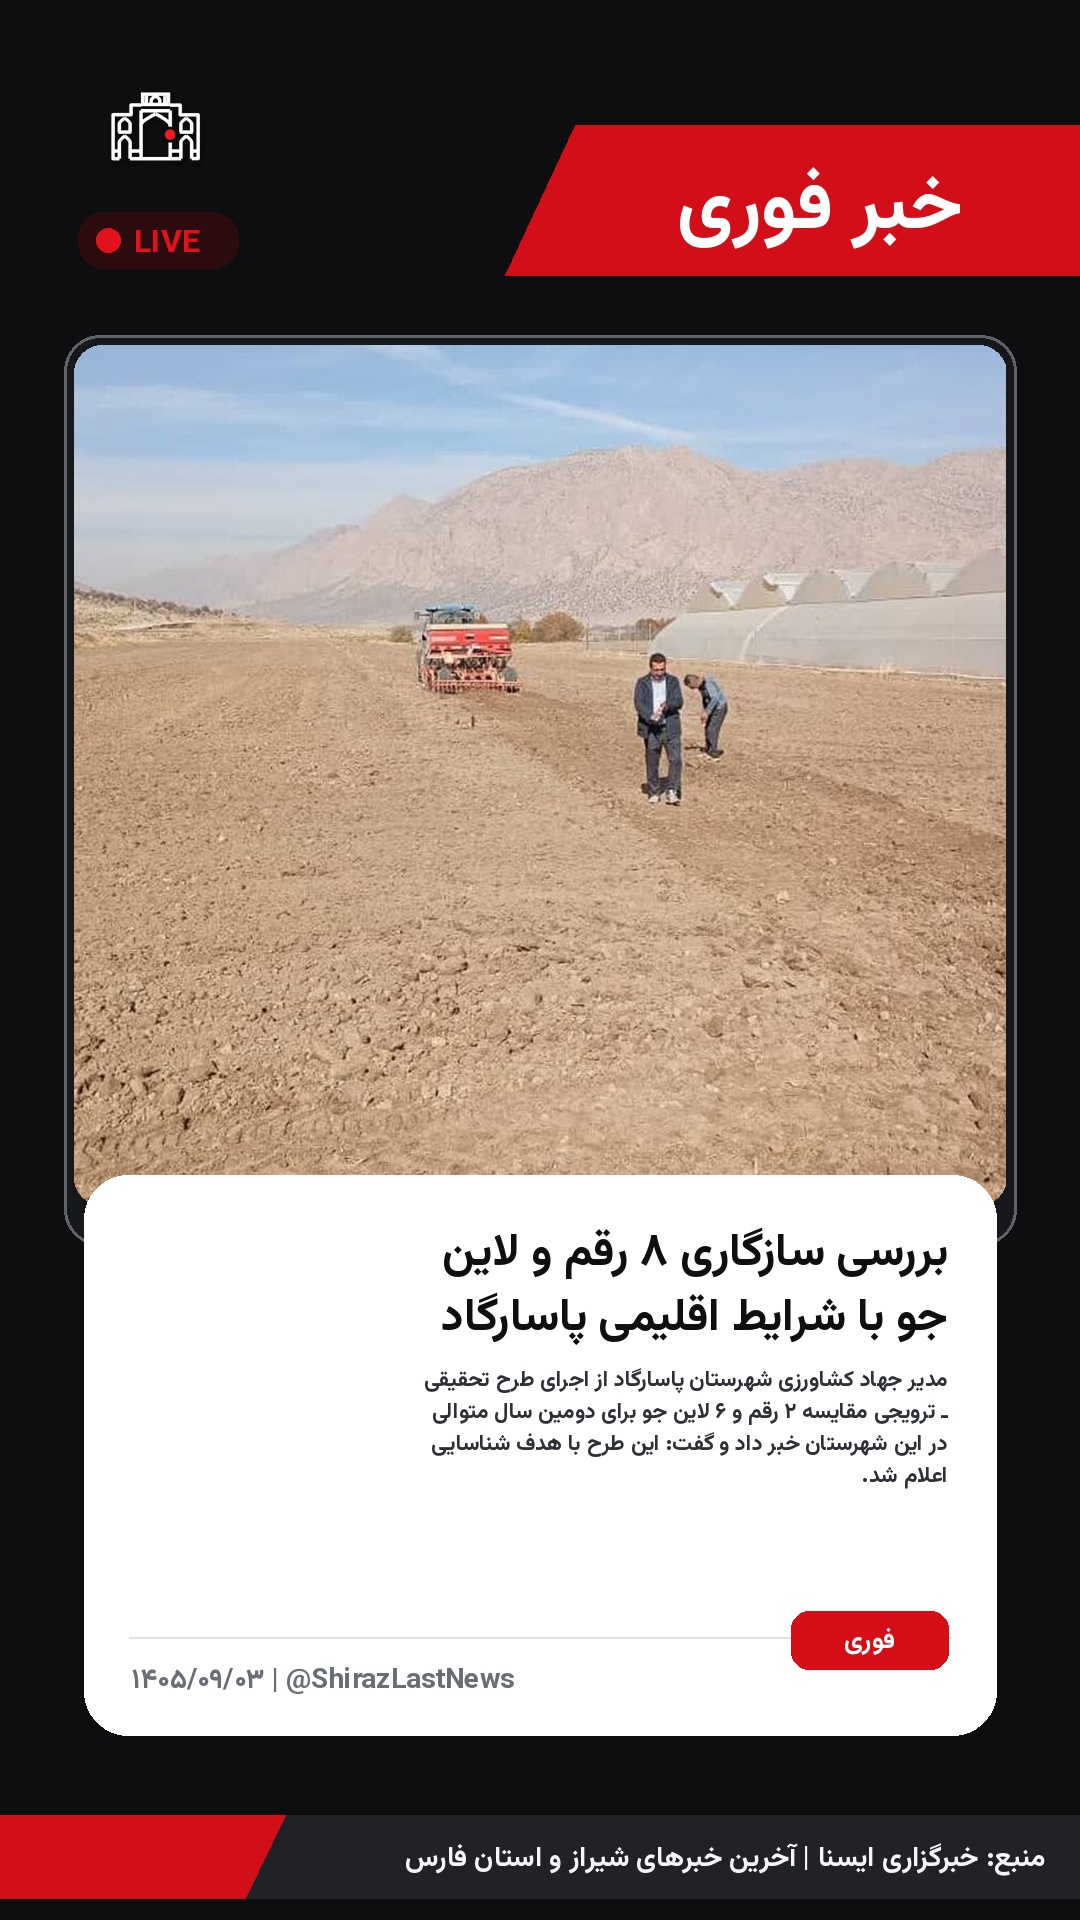 خبر فوری
LIVE
بررسی سازگاری ۸ رقم و لاین
جو با شرایط اقلیمی پاسارگاد
مدیر جهاد کشاورزی شهرستان پاسارگاد از اجرای طرح تحقیقی
ـ ترویجی مقایسه ۲ رقم و ۶ لاین جو برای دومین سال متوالی
در این شهرستان خبر داد و گفت: این طرح با هدف شناسایی
اعلام شد.
فوری
۱۴۰۵/۰۹/۰۳ | @ShirazLastNews
منبع: خبرگزاری ایسنا | آخرین خبرهای شیراز و استان فارس